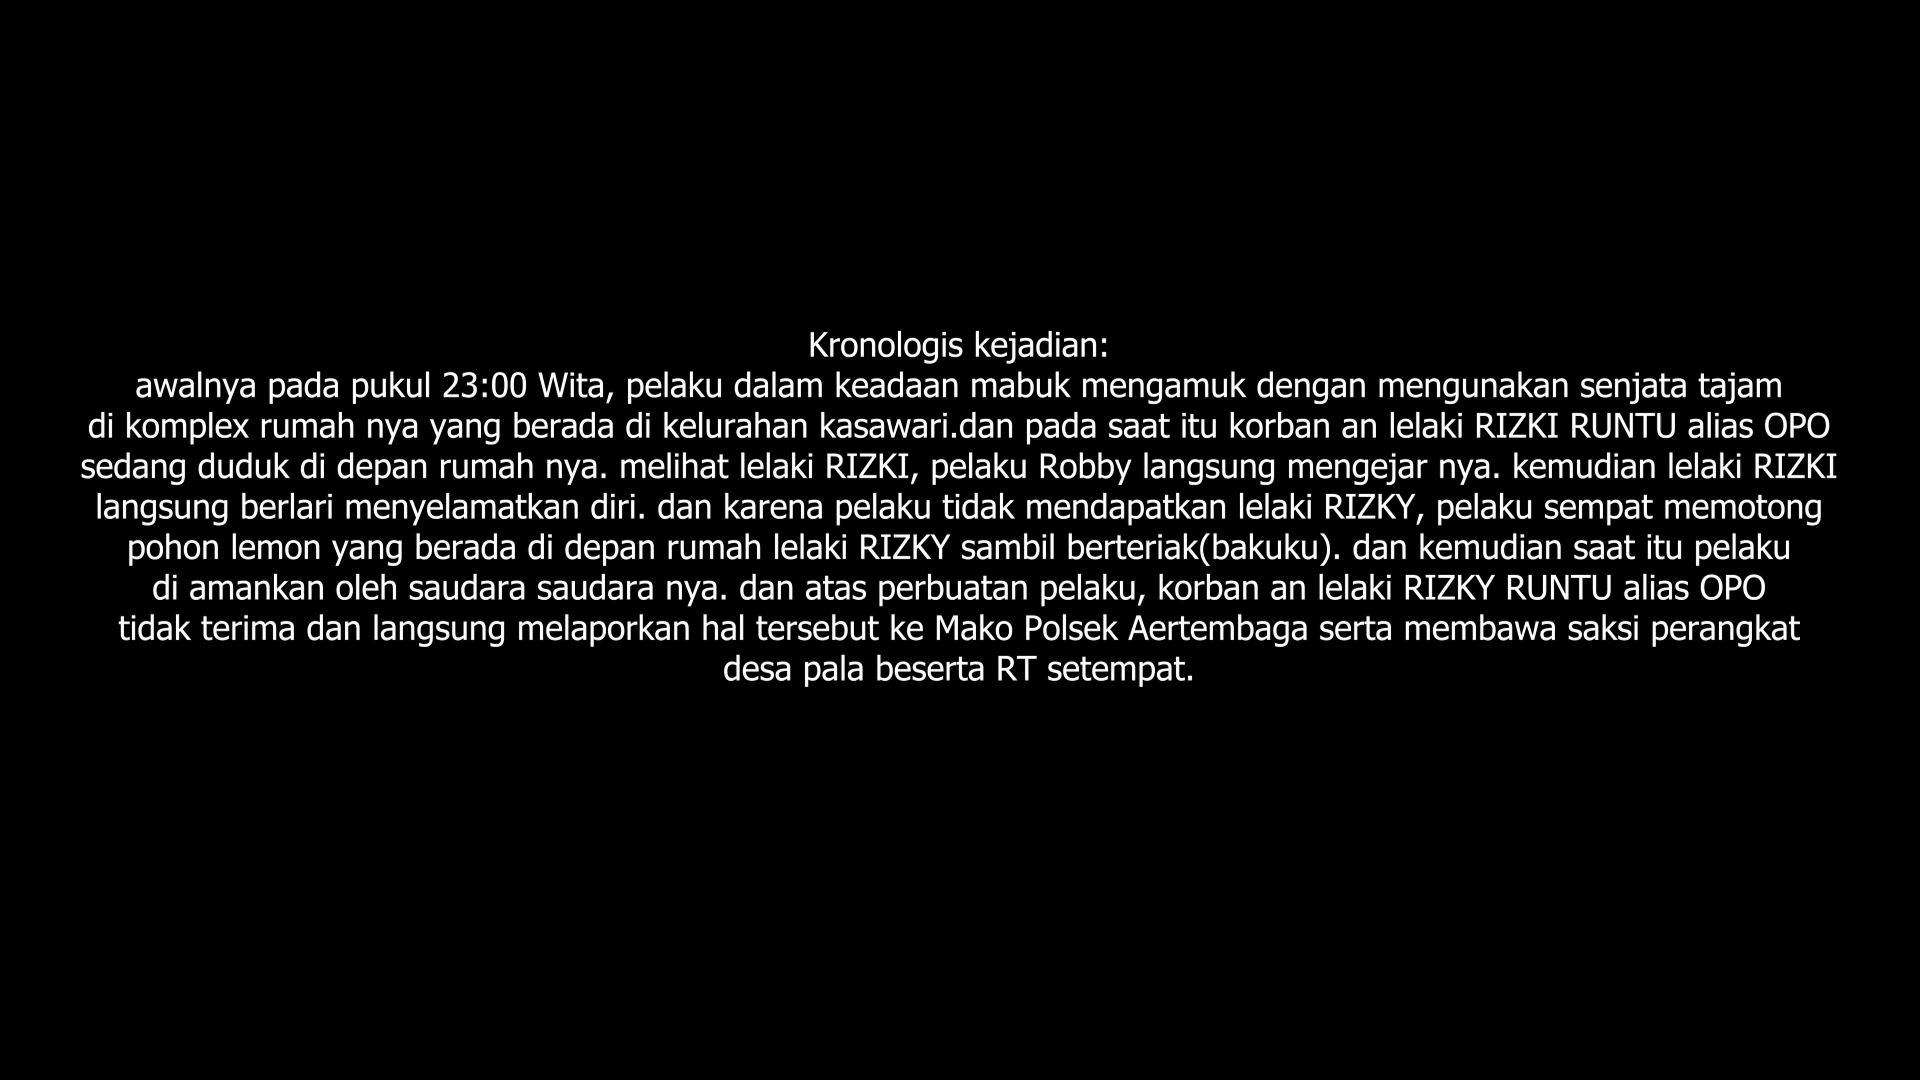 Kronologis kejadian:
awalnya pada pukul 23:00 Wita, pelaku dalam keadaan mabuk mengamuk dengan mengunakan senjata tajam
di komplex rumah nya yang berada di kelurahan kasawari.dan pada saat itu korban an lelaki RIZKI RUNTU alias OPO
sedang duduk di depan rumah nya. melihat lelaki RIZKI, pelaku Robby langsung mengejar nya. kemudian lelaki RIZKI
langsung berlari menyelamatkan diri. dan karena pelaku tidak mendapatkan lelaki RIZKY, pelaku sempat memotong
pohon lemon yang berada di depan rumah lelaki RIZKY sambil berteriak(bakuku). dan kemudian saat itu pelaku
di amankan oleh saudara saudara nya. dan atas perbuatan pelaku, korban an lelaki RIZKY RUNTU alias OPO
tidak terima dan langsung melaporkan hal tersebut ke Mako Polsek Aertembaga serta membawa saksi perangkat
desa pala beserta RT setempat.